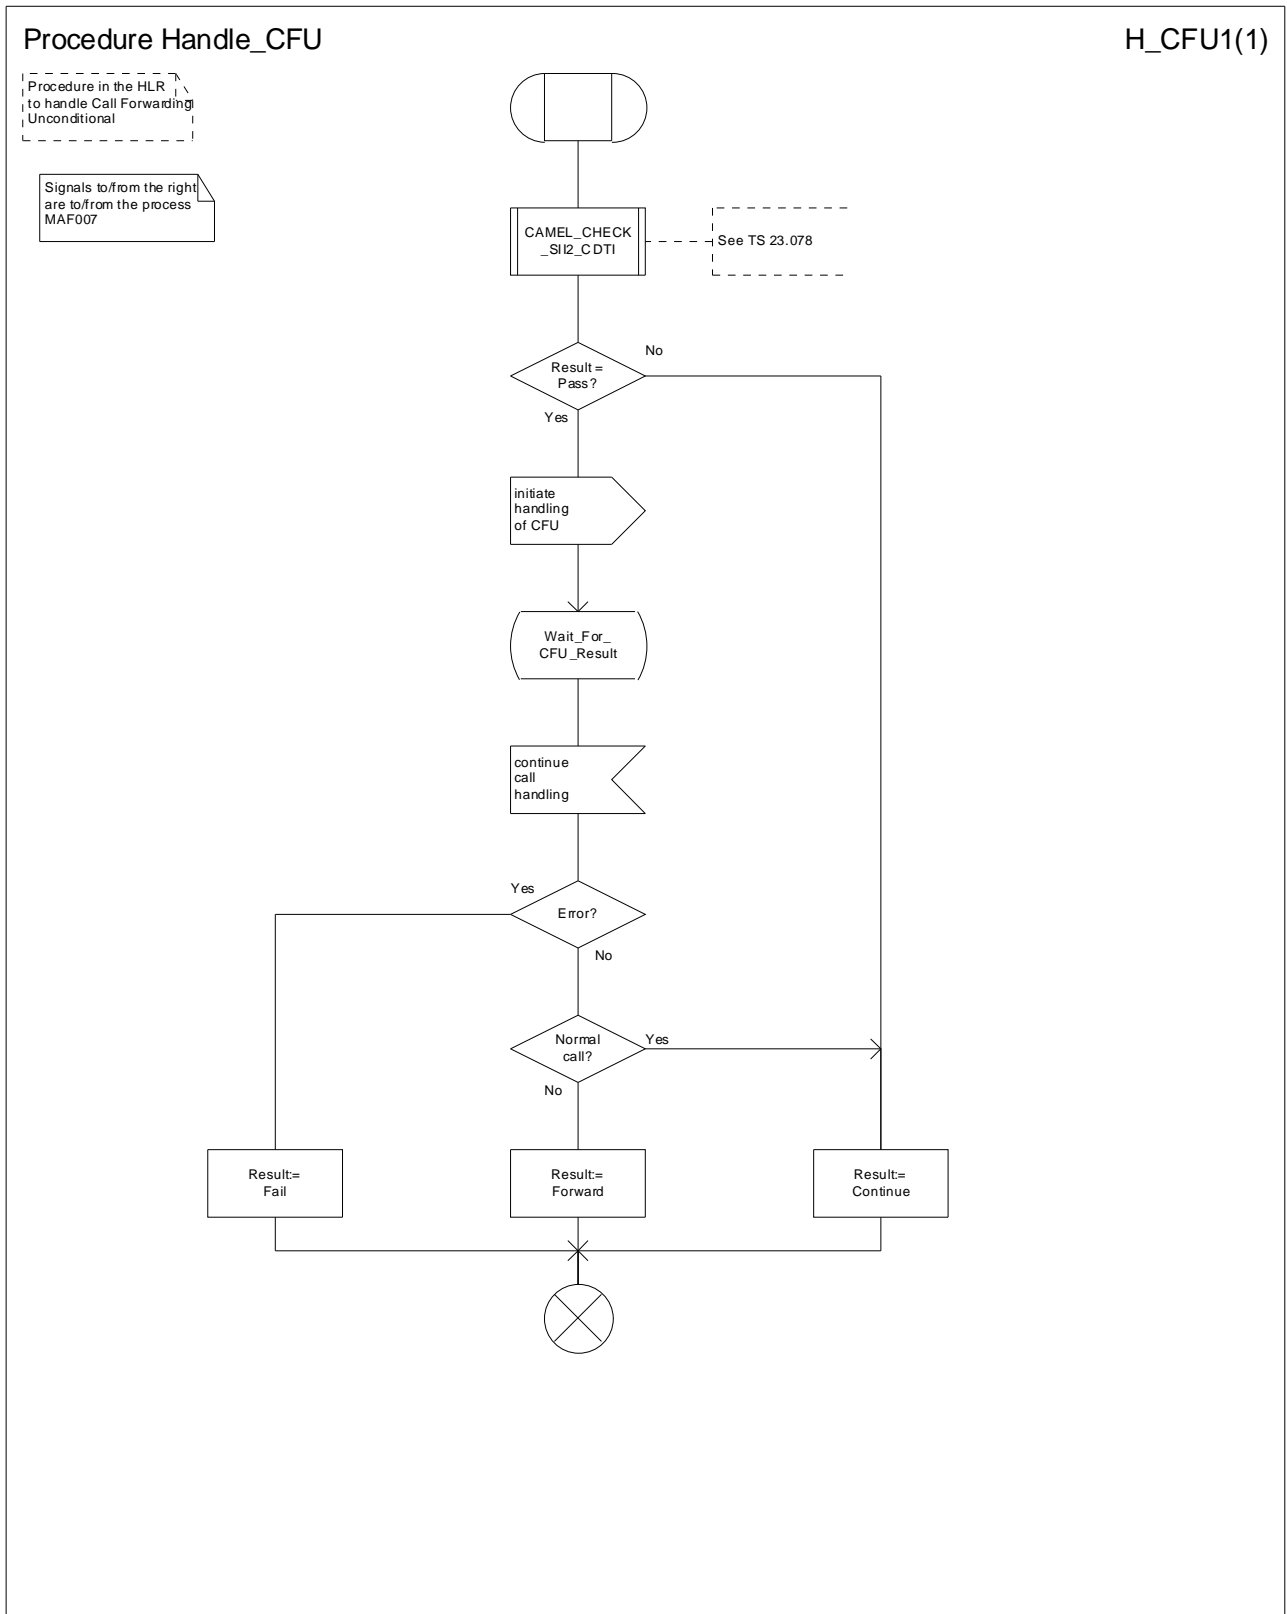 Procedure Handle_CFU
H_CFU1(1)
Procedure in the HLR
to handle Call Forwarding
Unconditional
Signals to/from the right
are to/from the process
MAF007
CAMEL_CHECK
_SII2_CDTI
See TS 23.078
Result =
Pass?
No
Yes
initiate
handling
of CFU
Wait_For_
CFU_Result
continue
call
handling
Yes
Error?
No
Normal
call?
Yes
No
Result:=
Fail
Result:=
Forward
Result:=
Continue